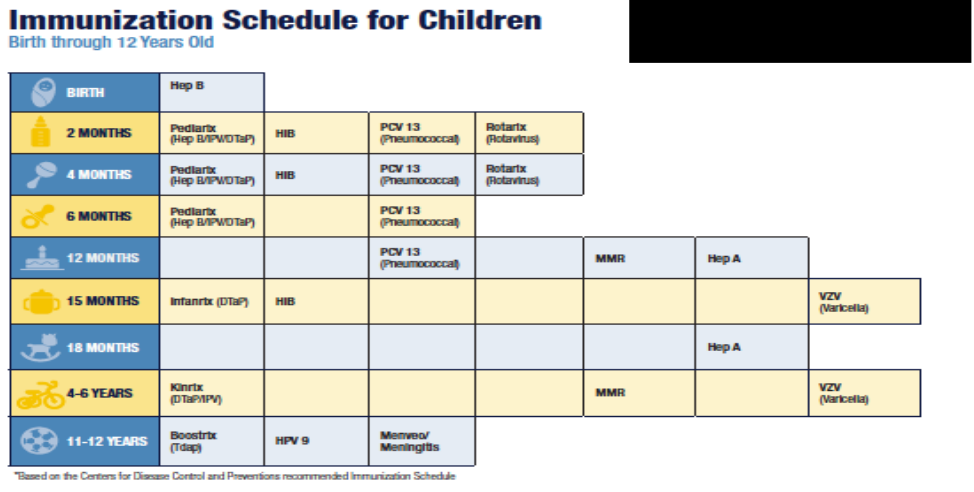 Immunization Schedule for Children
Birth through 12 Years Old
BIRTH
Hep B
2 MONTHS
Pediarix
(Hep B/IPV/DTaP)
HIB
PCV 13
(Pneumococcal)
Rotarix
(Rotavirus)
4 MONTHS
Pediarix
(Hep B/IPV/DTaP)
HIB
PCV 13
(Pneumococcal)
Rotarix
(Rotavirus)
6 MONTHS
Pediarix
(Hep B/IPV/DTaP)
PCV 13
(Pneumococcal)
12 MONTHS
PCV 13
(Pneumococcal)
MMR
Hep A
15 MONTHS
Infanrix (DTaP)
HIB
VZV
(Varicella)
18 MONTHS
Hep A
4-6 YEARS
Kinrix
(DTaP/IPV)
MMR
VZV
(Varicella)
11-12 YEARS
Boostrix
(Tdap)
HPV 9
Menveo/
Meningitis
*Based on the Centers for Disease Control and Preventions recommended Immunization Schedule